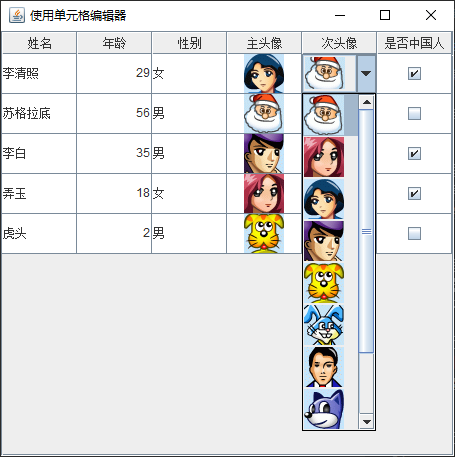 使用单元格编辑器
姓名 年龄 性别 主头像 次头像 是否中国人
李清照 29 女
苏格拉底 56 男
李白 35 男
弄玉 18 女
虎头 2 男